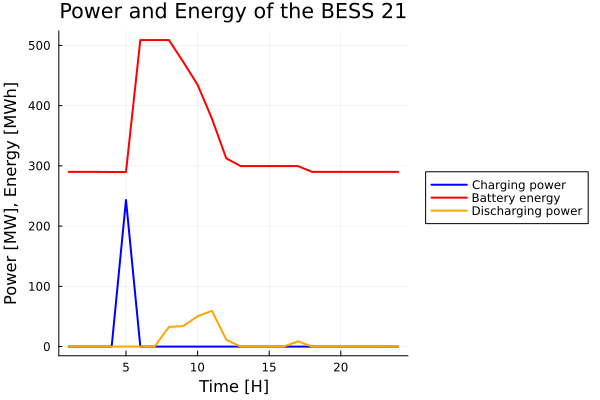 Power and Energy of the BESS 21
Power [MW], Energy [MWh]
500
400
300
200
100
0
5
10
15
20
Time [H]
Charging power
Battery energy
Discharging power